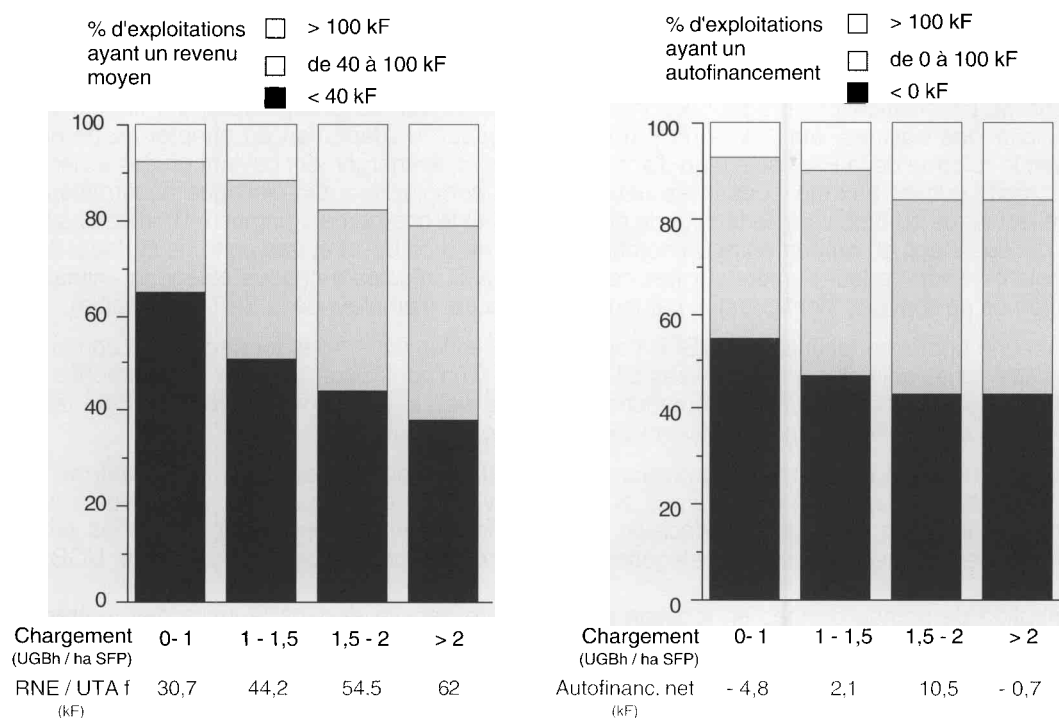 % d'exploitations
ayant un revenu
moyen
> 100 kF
de 40 à 100 kF
< 40 kF
100
80
60
40
20
0
Chargement 0-1 1 - 1,5 1,5 - 2 > 2
(UGBh / ha SFP)
RNE / UTA f 30,7 44,2 54.5 62
(kF)
% d'exploitations
ayant un
autofinancement
> 100 kF
de 0 à 100 kF
< 0 kF
100
80
60
40
20
0
Chargement 0-1 1 - 1,5 1,5 - 2 > 2
(UGBh / ha SFP)
Autofinanc. net - 4,8 2,1 10,5 - 0,7
(kF)